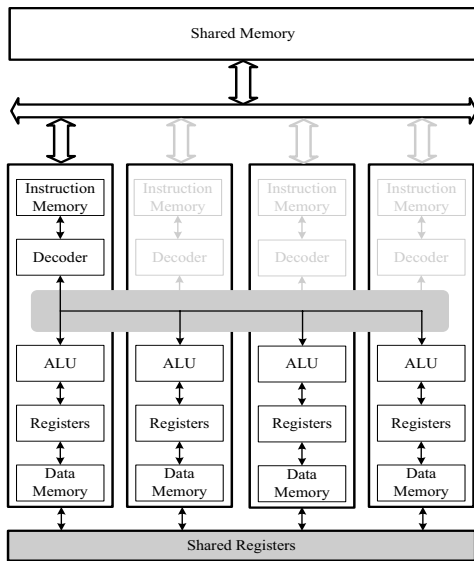 Shared Memory
Instruction
Memory
Instruction
Memory
Instruction
Memory
Instruction
Memory
Decoder
Decoder
Decoder
Decoder
ALU
ALU
ALU
ALU
Registers
Registers
Registers
Registers
Data
Memory
Data
Memory
Data
Memory
Data
Memory
Shared Registers